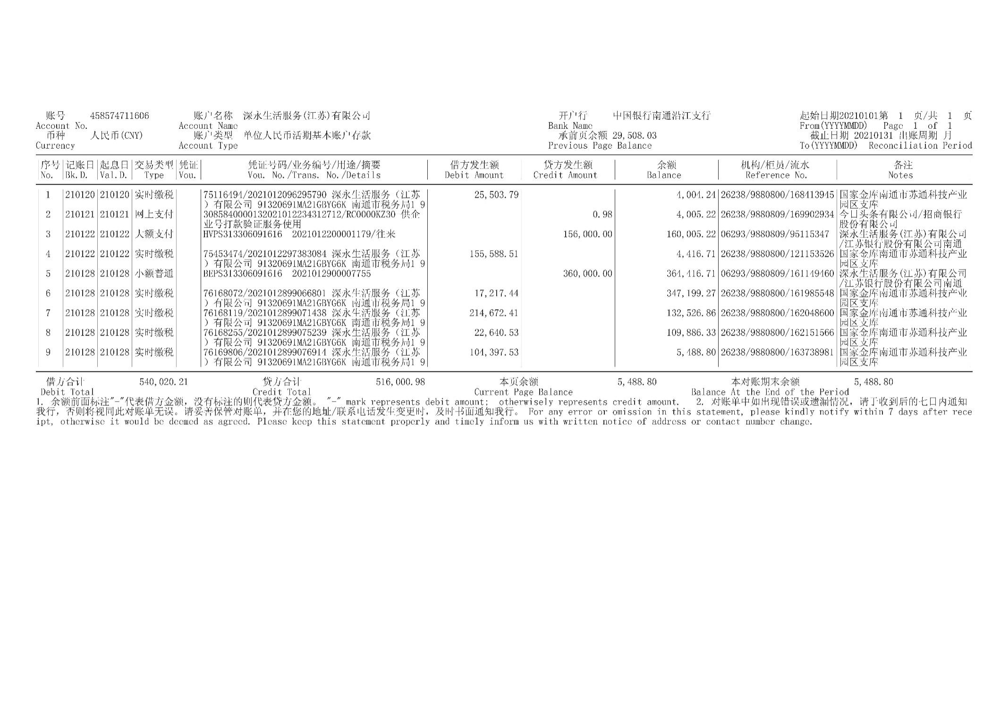 账号 458574711606 账户名称 深永生活服务(江苏)有限公司 开户行 中国银行南通沿江支行 起始日期20210101第 1 页/共 1 页
Account No. Account Name Bank Name From(YYYYMMDD) Page 1 of 1
币种 人民币(CNY) 账户类型 单位人民币活期基本账户存款 承前页余额 29,508.03 截止日期 20210131 出账周期 月
Currency Account Type Previous Page Balance To(YYYYMMDD) Reconciliation Period
序号 记账日 起息日 交易类型 凭证 凭证号码/业务编号/用途/摘要 借方发生额 贷方发生额 余额 机构/柜员/流水 备注
No. Bk.D. Val.D. Type Vou. Vou. No./Trans. No./Details Debit Amount Credit Amount Balance Reference No. Notes
1 210120 210120 实时缴税 75116494/2021012096295790 深永生活服务（江苏 25,503.79 4,004.24 26238/9880800/168413945 国家金库南通市苏通科技产业
）有限公司 91320691MA21GBYG6K 南通市税务局1 9 园区支库
2 210121 210121 网上支付 3085840000132021012234312712/RC0000KZ30 供企 0.98 4,005.22 26238/9880809/169902934 今日头条有限公司/招商银行
业号打款验证服务使用 股份有限公司
3 210122 210122 大额支付 HVPS313306091616 2021012200001179/往来 156,000.00 160,005.22 06293/9880809/95115347 深永生活服务(江苏)有限公司
/江苏银行股份有限公司南通
4 210122 210122 实时缴税 75453474/2021012297383084 深永生活服务（江苏 155,588.51 4,416.71 26238/9880800/121153526 国家金库南通市苏通科技产业
）有限公司 91320691MA21GBYG6K 南通市税务局1 9 园区支库
5 210128 210128 小额普通 BEPS313306091616 2021012900007755 360,000.00 364,416.71 06293/9880809/161149460 深永生活服务(江苏)有限公司
/江苏银行股份有限公司南通
6 210128 210128 实时缴税 76168072/2021012899066801 深永生活服务（江苏 17,217.44 347,199.27 26238/9880800/161985548 国家金库南通市苏通科技产业
）有限公司 91320691MA21GBYG6K 南通市税务局1 9 园区支库
7 210128 210128 实时缴税 76168119/2021012899071438 深永生活服务（江苏 214,672.41 132,526.86 26238/9880800/162048600 国家金库南通市苏通科技产业
）有限公司 91320691MA21GBYG6K 南通市税务局1 9 园区支库
8 210128 210128 实时缴税 76168255/2021012899075239 深永生活服务（江苏 22,640.53 109,886.33 26238/9880800/162151566 国家金库南通市苏通科技产业
）有限公司 91320691MA21GBYG6K 南通市税务局1 9 园区支库
9 210128 210128 实时缴税 76169806/2021012899076914 深永生活服务（江苏 104,397.53 5,488.80 26238/9880800/163738981 国家金库南通市苏通科技产业
）有限公司 91320691MA21GBYG6K 南通市税务局1 9 园区支库
借方合计 540,020.21 贷方合计 516,000.98 本页余额 5,488.80 本对账期末余额 5,488.80
Debit Total Credit Total Current Page Balance Balance At the End of the Period
1. 余额前面标注"-"代表借方金额，没有标注的则代表贷方金额。 "-" mark represents debit amount; otherwisely represents credit amount. 2. 对账单中如出现错误或遗漏情况，请于收到后的七日内通知
我行，否则将视同此对账单无误。请妥善保管对账单，并在您的地址/联系电话发生变更时，及时书面通知我行。 For any error or omission in this statement, please kindly notify within 7 days after rece
ipt, otherwise it would be deemed as agreed. Please keep this statement properly and timely inform us with written notice of address or contact number change.